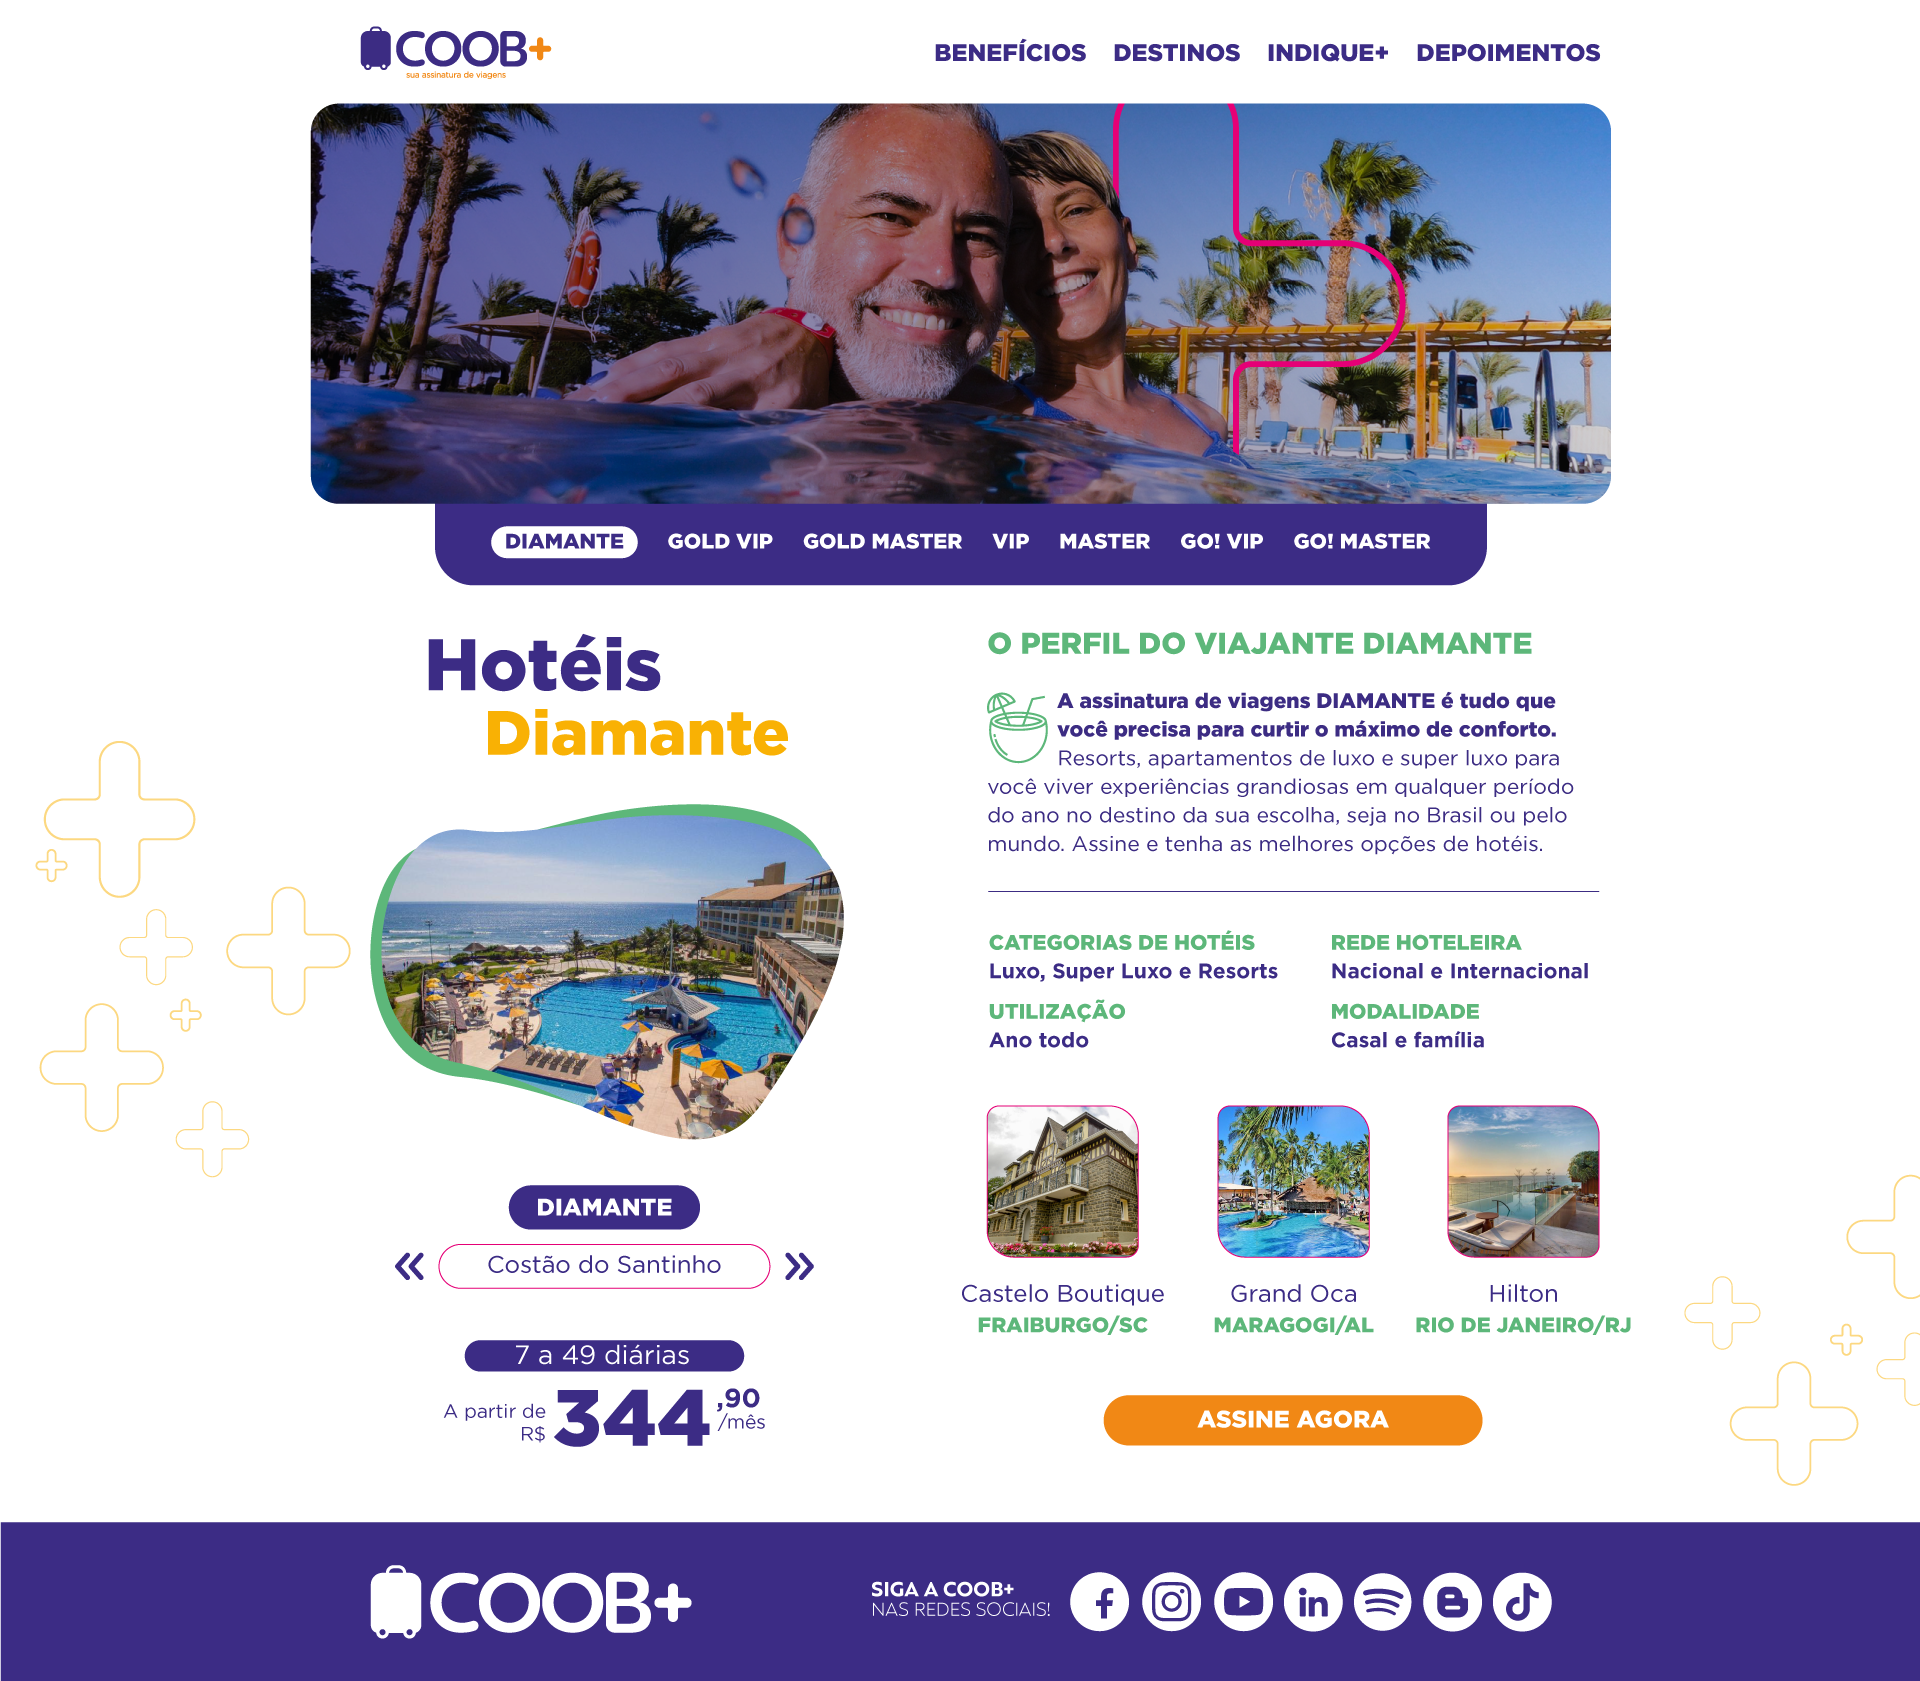 COOB+
sua assinatura de viagens
BENEFÍCIOS DESTINOS INDIQUE+ DEPOIMENTOS
DIAMANTE GOLD VIP GOLD MASTER VIP MASTER GO! VIP GO! MASTER
Hotéis
Diamante
DIAMANTE
Costão do Santinho
7 a 49 diárias
A partir de
R$ 344,90
/mês
O PERFIL DO VIAJANTE DIAMANTE
A assinatura de viagens DIAMANTE é tudo que
você precisa para curtir o máximo de conforto.
Resorts, apartamentos de luxo e super luxo para
você viver experiências grandiosas em qualquer período
do ano no destino da sua escolha, seja no Brasil ou pelo
mundo. Assine e tenha as melhores opções de hotéis.
CATEGORIAS DE HOTÉIS
Luxo, Super Luxo e Resorts
REDE HOTELEIRA
Nacional e Internacional
UTILIZAÇÃO
Ano todo
MODALIDADE
Casal e família
Castelo Boutique
FRAIBURGO/SC
Grand Oca
MARAGOGI/AL
Hilton
RIO DE JANEIRO/RJ
ASSINE AGORA
COOB+
SIGA A COOB+
NAS REDES SOCIAIS!